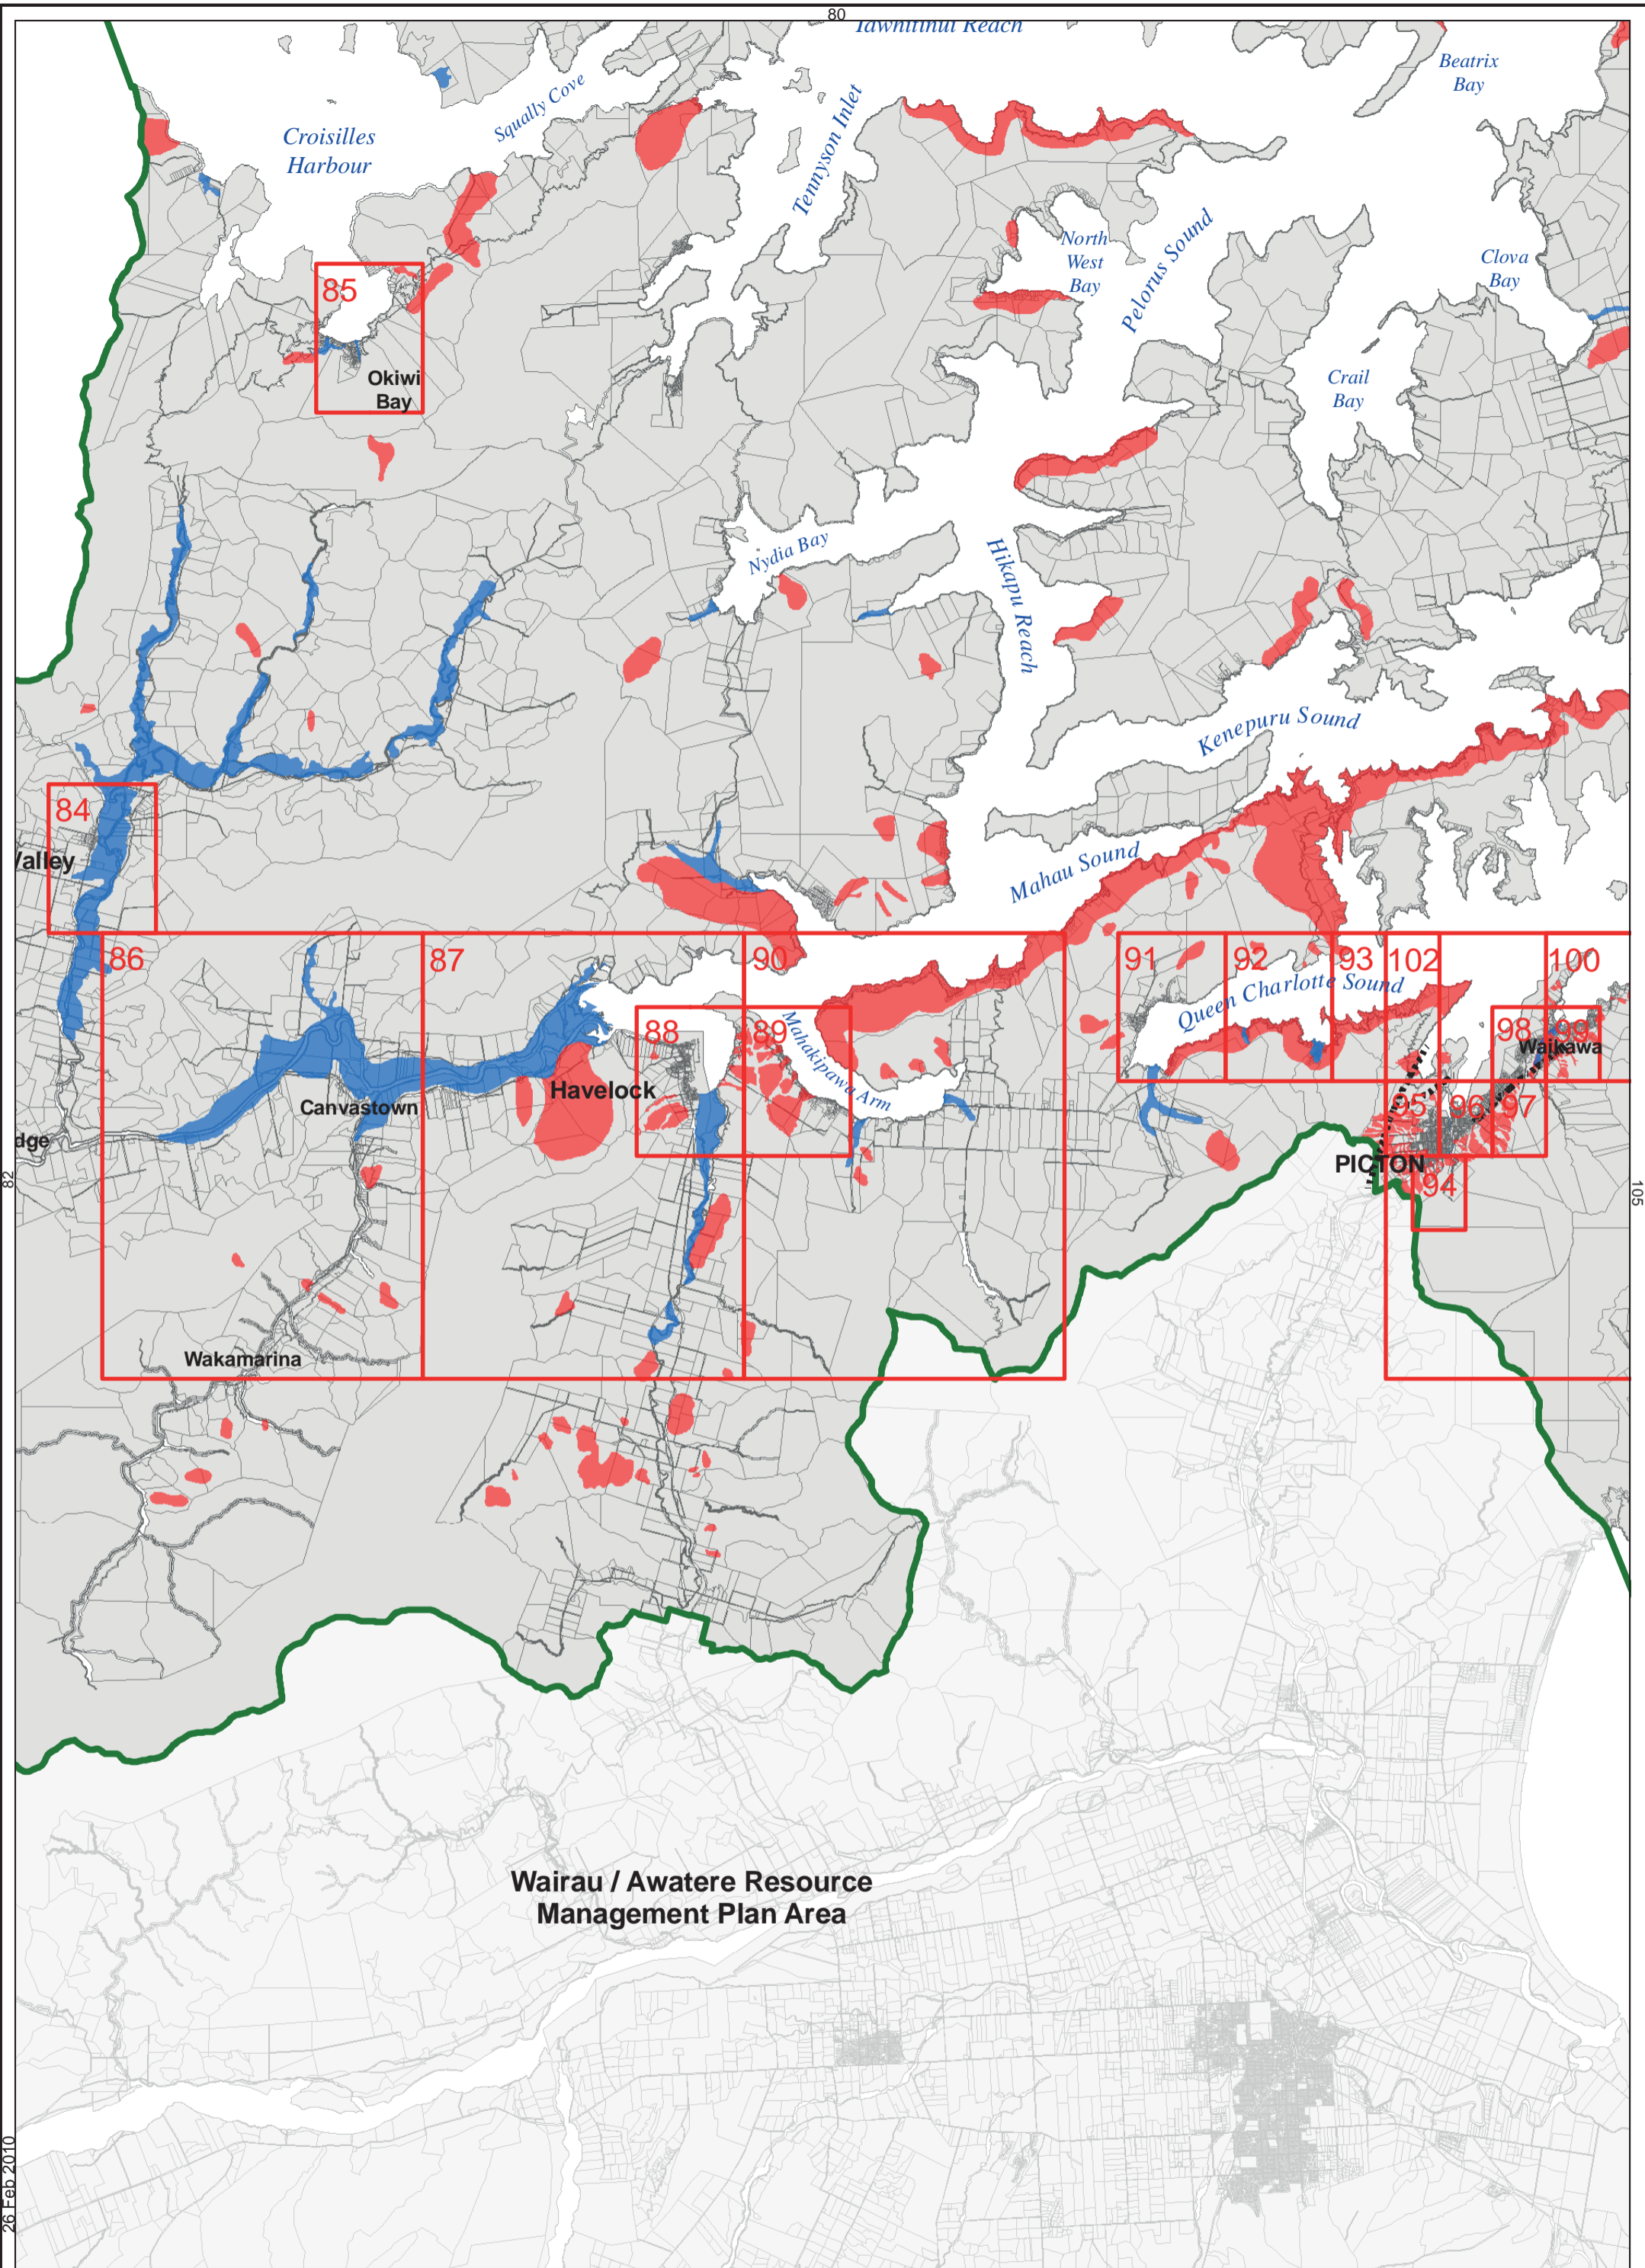 80
Tawhitinui Reach
Beatrix
Bay
Squally Cove
Croisilles
Harbour
Tennyson Inlet
North
West
Bay
Pelorus Sound
Clova
Bay
85
Okiwi
Bay
Crail
Bay
Nydia Bay
Hikapu Reach
Kenepuru Sound
84
Valley
Mahau Sound
86
87
90
91
92
93
102
100
Queen Charlotte Sound
88
89
Mahakipawa Arm
98
99
Waikawa
Havelock
Canvastown
95
96
97
dge
PICTON
94
82
105
Wakamarina
Wairau / Awatere Resource
Management Plan Area
26 Feb 2010